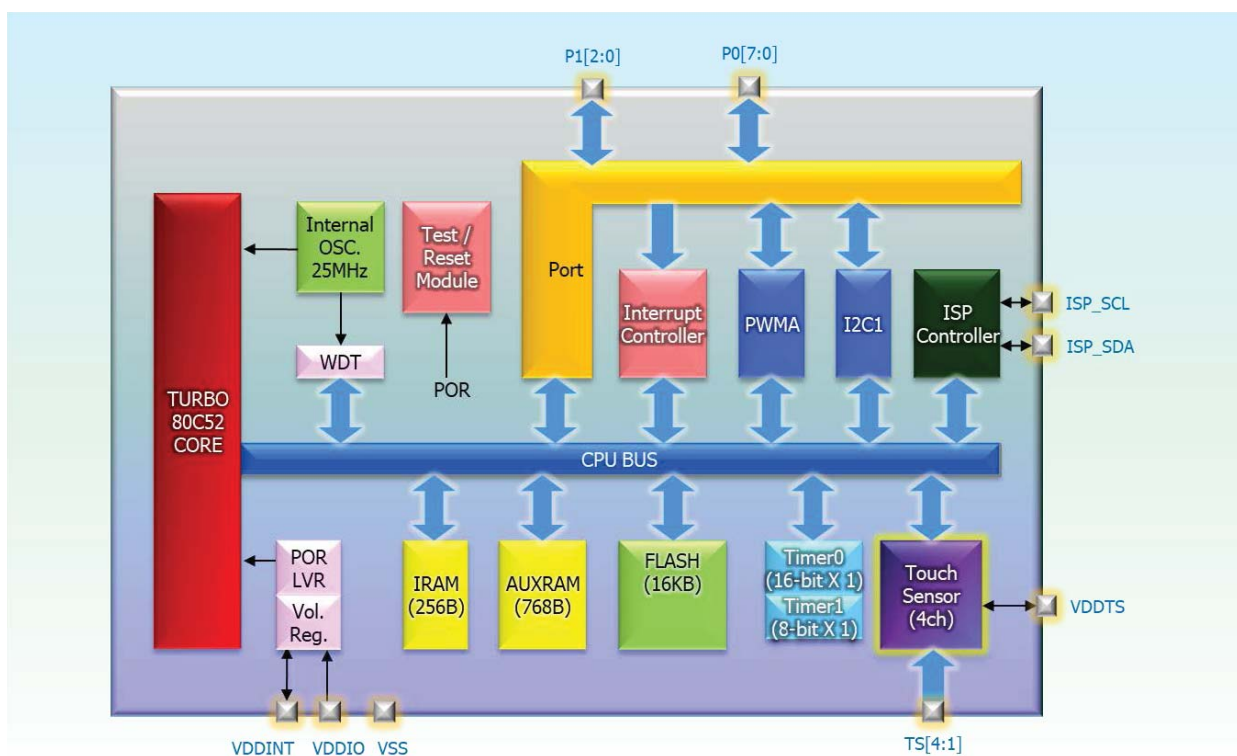 P1[2:0]
P0[7:0]
Internal
OSC.
25MHz
Test /
Reset
Module
Port
Interrupt
Controller
PWMA
I2C1
ISP
Controller
ISP_SCL
ISP_SDA
WDT
POR
TURBO
80C52
CORE
CPU BUS
POR
LVR
Vol.
Reg.
IRAM
(256B)
AUXRAM
(768B)
FLASH
(16KB)
Timer0
(16-bit X 1)
Timer1
(8-bit X 1)
Touch
Sensor
(4ch)
VDDTS
VDDINT
VDDIO
VSS
TS[4:1]